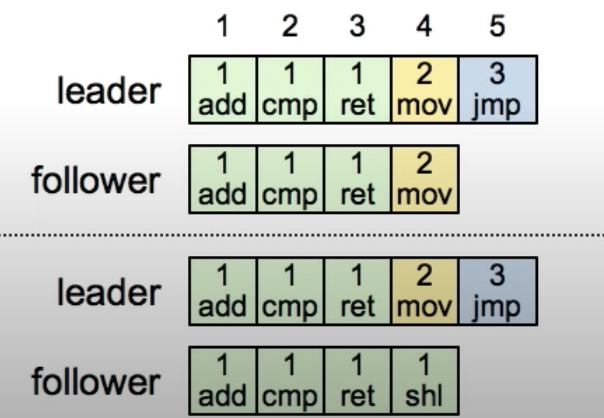 1 2 3 4 5
leader
1 1 1 2 3
add cmp ret mov jmp
follower
1 1 1 2
add cmp ret mov
leader
1 1 1 2 3
add cmp ret mov jmp
follower
1 1 1 1
add cmp ret shl